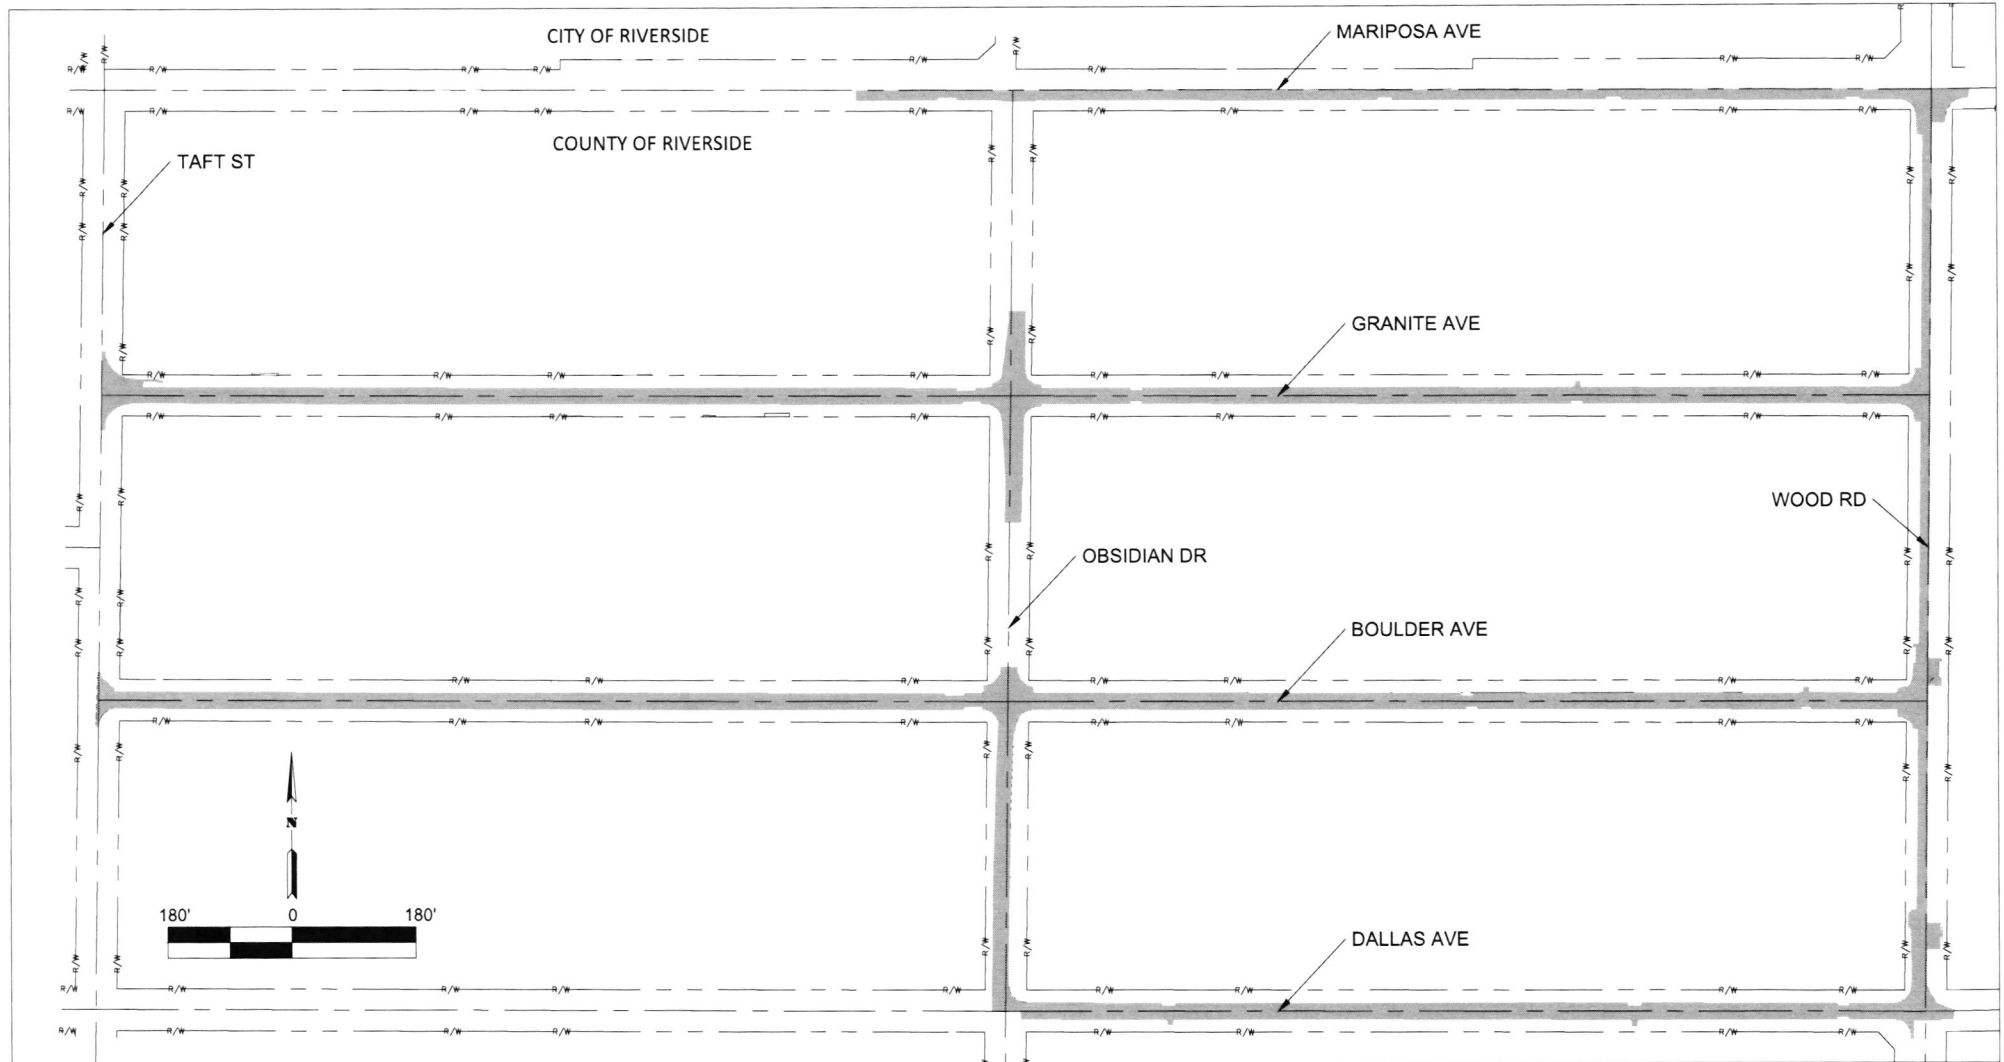 CITY OF RIVERSIDE
MARIPOSA AVE
R/W R/W R/W R/W R/W R/W
R/W R/W R/W R/W R/W R/W R/W R/W
R/W R/W R/W R/W R/W R/W R/W R/W R/W
COUNTY OF RIVERSIDE
TAFT ST
R/W R/W R/W R/W R/W R/W
R/W R/W R/W R/W
GRANITE AVE
R/W R/W R/W
R/W R/W R/W R/W R/W R/W R/W R/W
R/W R/W R/W R/W R/W R/W R/W R/W
R/W R/W
WOOD RD
R/W R/W R/W R/W
OBSIDIAN DR
R/W R/W
BOULDER AVE
R/W R/W R/W R/W R/W R/W
R/W R/W R/W R/W R/W R/W R/W
R/W R/W R/W R/W R/W R/W R/W R/W
R/W R/W R/W R/W R/W
N
180' 0 180'
DALLAS AVE
R/W R/W R/W R/W R/W R/W
R/W R/W R/W R/W R/W R/W R/W R/W R/W
R/W R/W R/W R/W R/W R/W R/W R/W